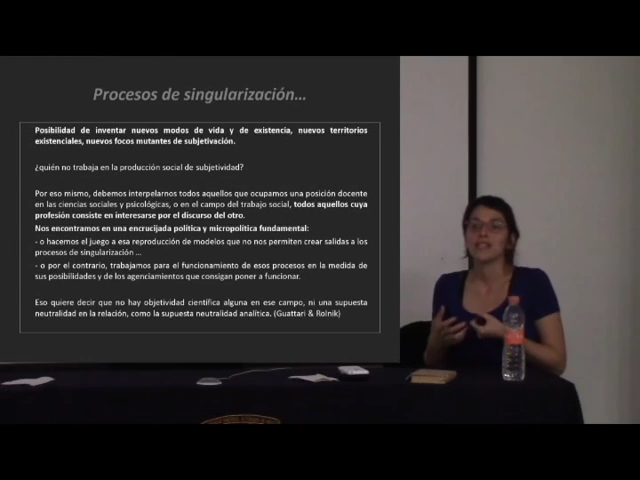 Procesos de singularización...
Posibilidad de inventar nuevos modos de vida y de existencia, nuevos territorios
existenciales, nuevos focos mutantes de subjetivación.
¿quién no trabaja en la producción social de subjetividad?
Por eso mismo, debemos interpelarnos todos aquellos que ocupamos una posición docente
en las ciencias sociales y psicológicas, o en el campo del trabajo social, todos aquellos cuya
profesión consiste en interesarse por el discurso del otro.
Nos encontramos en una encrucijada política y micropolítica fundamental:
- o hacemos el juego a esa reproducción de modelos que no nos permiten crear salidas a los
procesos de singularización ...
- o por el contrario, trabajamos para el funcionamiento de esos procesos en la medida de
sus posibilidades y de los agenciamientos que consigan poner a funcionar.
Eso quiere decir que no hay objetividad científica alguna en ese campo, ni una supuesta
neutralidad en la relación, como la supuesta neutralidad analítica. (Guattari & Rolnik)